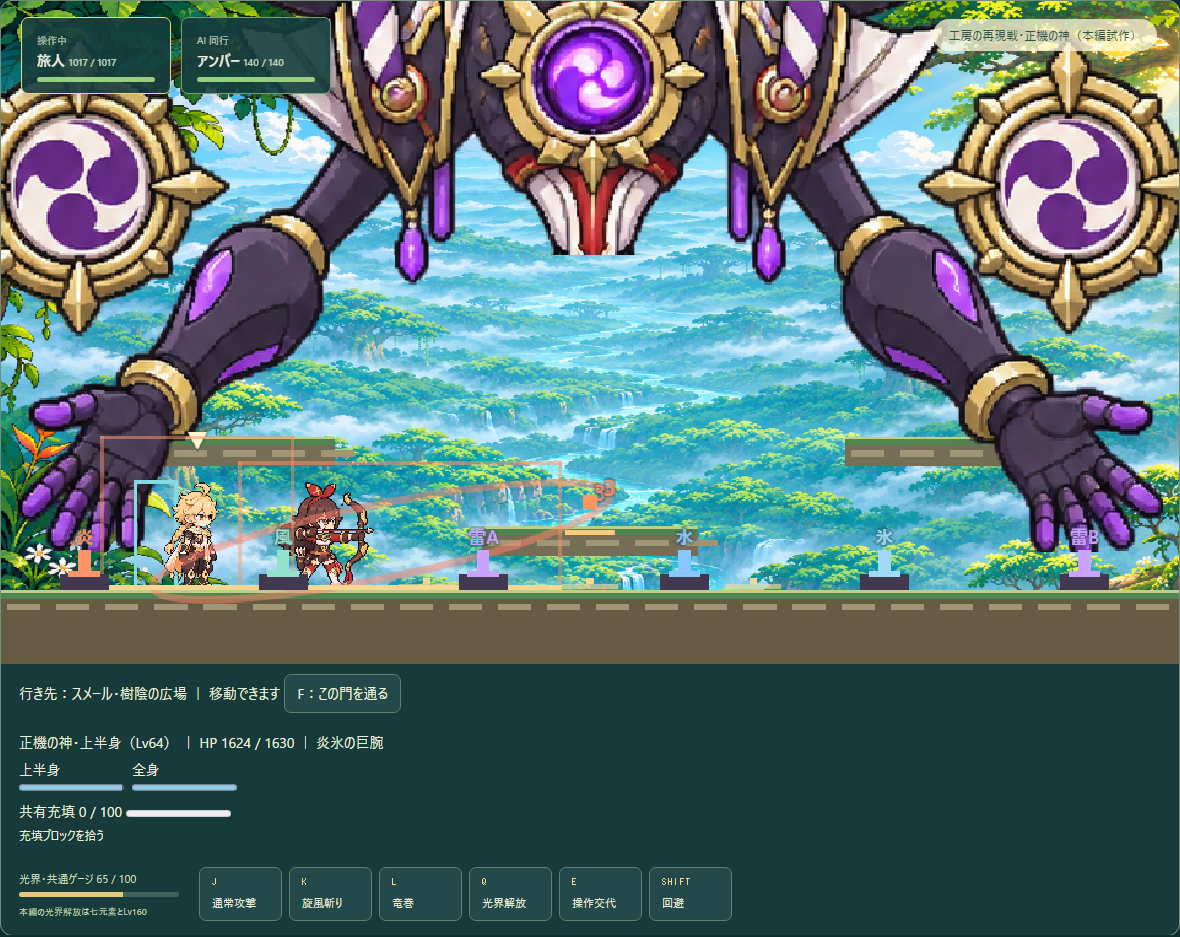 操作中
旅人 1017 / 1017
AI 同行
アンバー 140 / 140
工房の再現戦・正機の神（本編試作）
33
炎
風
雷A
水
氷
雷B
行き先：スメール・樹陰の広場 ｜ 移動できます
F：この門を通る
正機の神・上半身（Lv64） ｜ HP 1624 / 1630 ｜ 炎氷の巨腕
上半身
全身
共有充填 0 / 100
充填ブロックを拾う
光界・共通ゲージ 65 / 100
本編の光界解放は七元素とLv160
J
通常攻撃
K
旋風斬り
L
竜巻
Q
光界解放
E
操作交代
SHIFT
回避